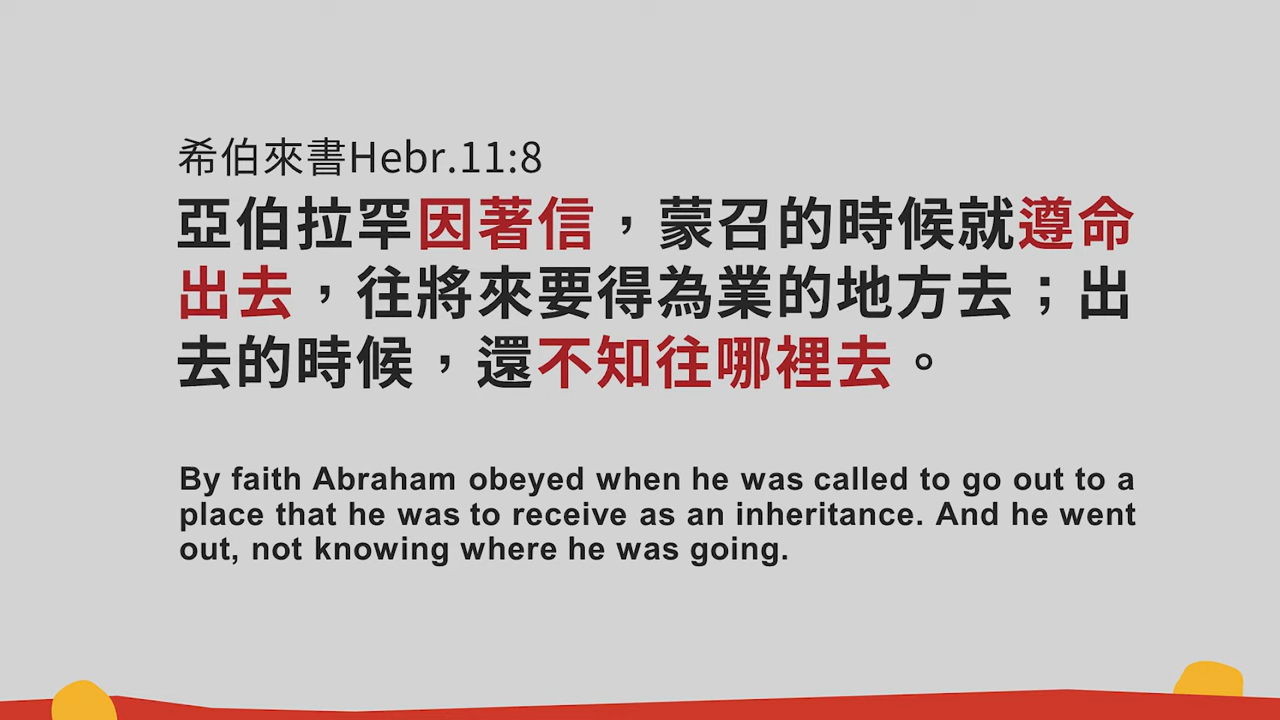 希伯來書Hebr.11:8
亞伯拉罕因著信，蒙召的時候就遵命
出去，往將來要得為業的地方去；出
去的時候，還不知往哪裡去。
By faith Abraham obeyed when he was called to go out to a
place that he was to receive as an inheritance. And he went
out, not knowing where he was going.